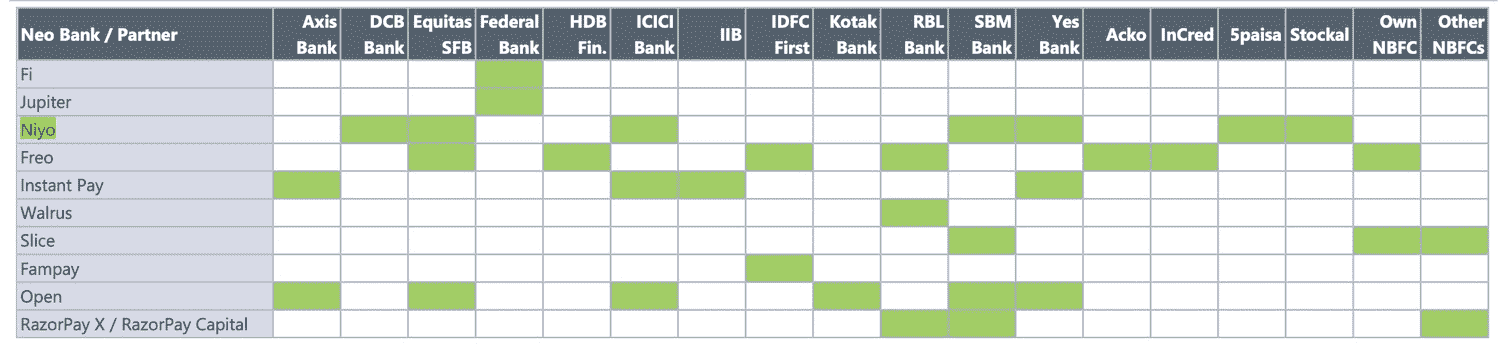 Neo Bank / Partner Axis Bank DCB Bank Equitas SFB Federal Bank HDB Fin. ICICI Bank IIB IDFC First Kotak Bank RBL Bank SBM Bank Yes Bank Acko InCred 5paisa Stockal Own NBFC Other NBFCs
Fi
Jupiter
Niyo
Freo
Instant Pay
Walrus
Slice
Fampay
Open
RazorPay X / RazorPay Capital